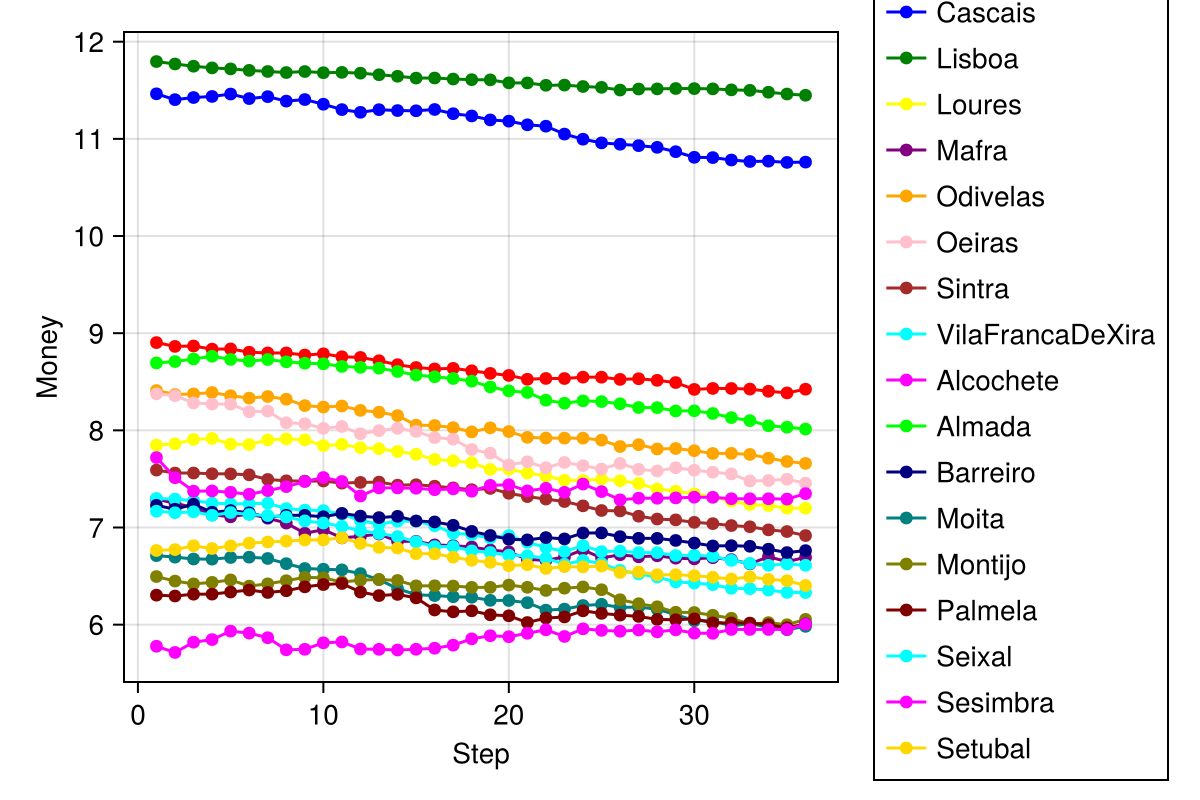 12
11
10
9
8
7
6
Money
0 10 20 30
Step
Cascais
Lisboa
Loures
Mafra
Odivelas
Oeiras
Sintra
VilaFrancaDeXira
Alcochete
Almada
Barreiro
Moita
Montijo
Palmela
Seixal
Sesimbra
Setubal